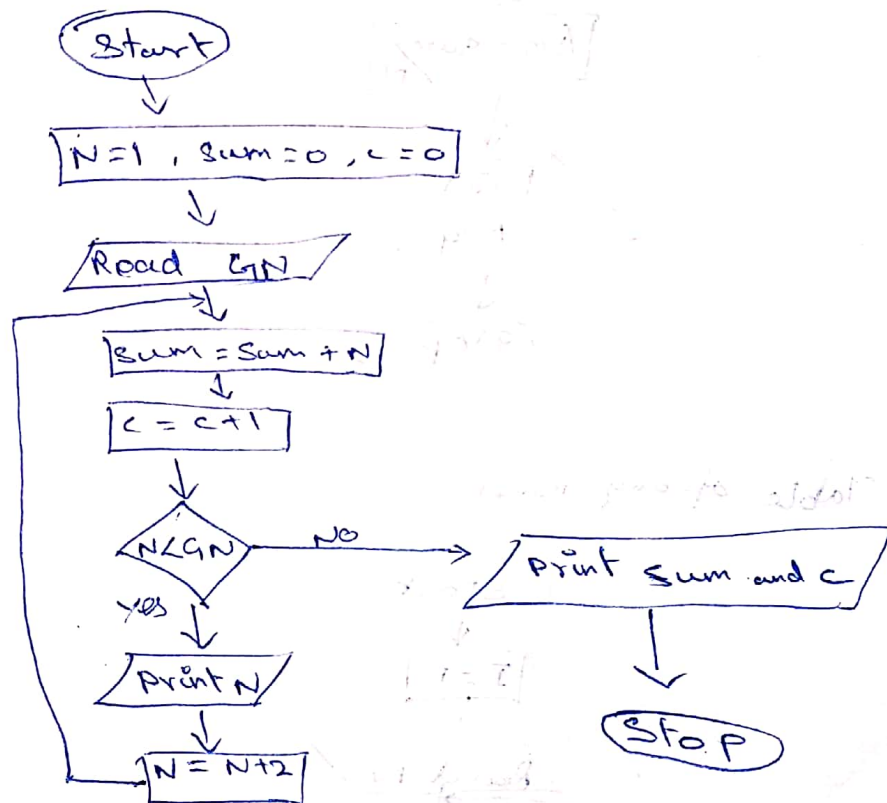 Start
N=1, Sum=0, c=0
Read GN
Sum = Sum + N
c = c+1
N<GN
NO
Print Sum and c
yes
Print N
Stop
N = N+2